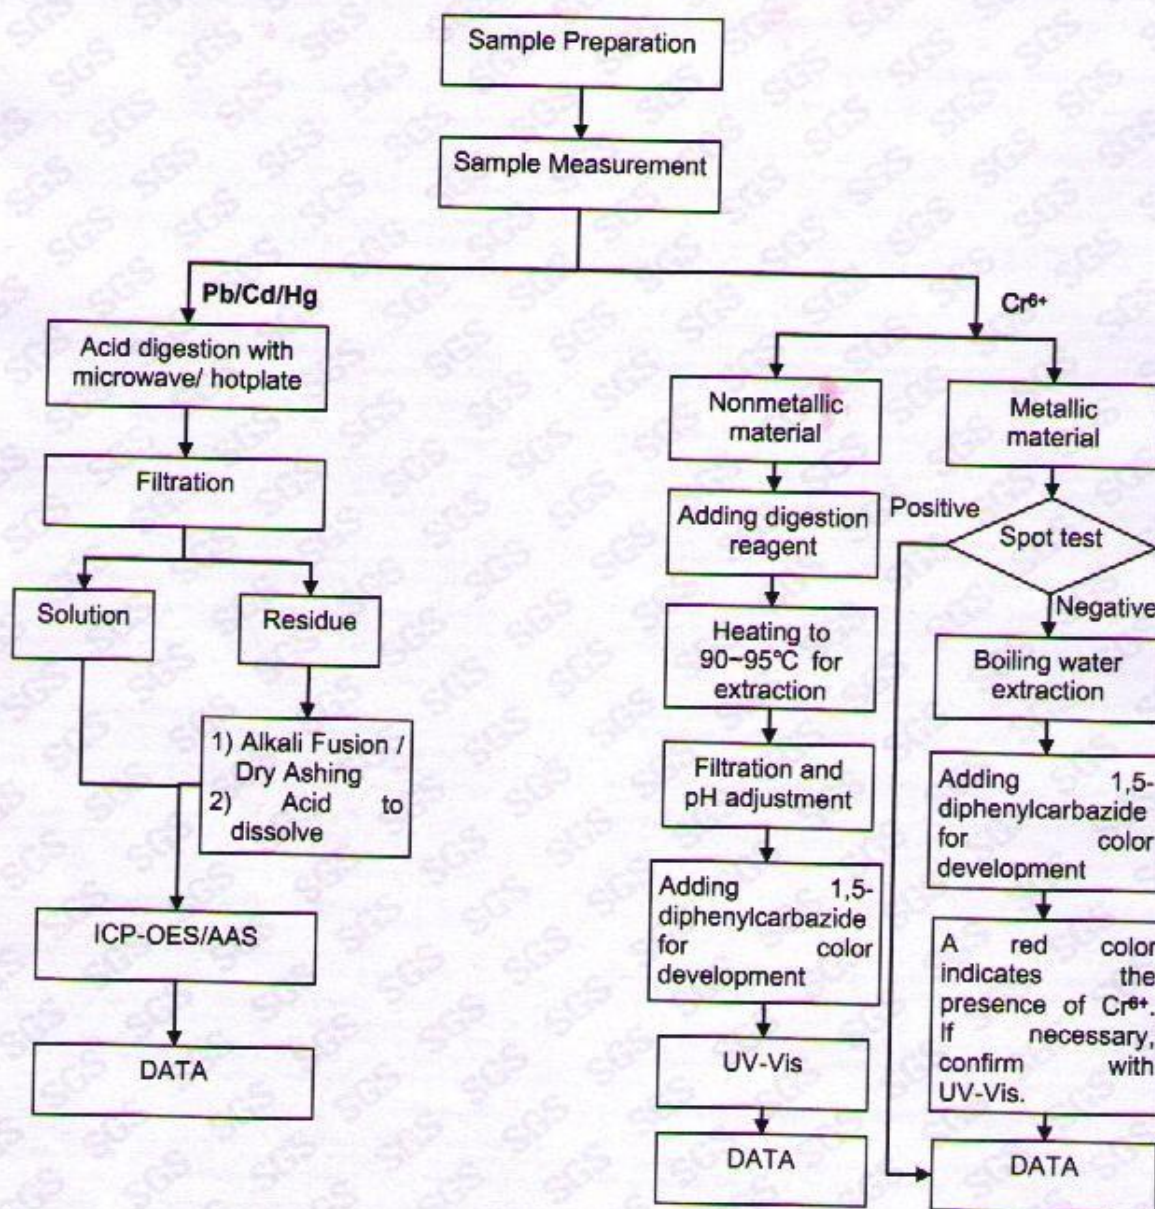 Sample Preparation
Sample Measurement
Pb/Cd/Hg
Acid digestion with
microwave/ hotplate
Filtration
Solution
Residue
1) Alkali Fusion /
Dry Ashing
2) Acid to
dissolve
ICP-OES/AAS
DATA
Cr⁶⁺
Nonmetallic
material
Adding digestion
reagent
Heating to
90~95°C for
extraction
Filtration and
pH adjustment
Adding 1,5-
diphenylcarbazide
for color
development
UV-Vis
DATA
Metallic
material
Positive
Spot test
Negative
Boiling water
extraction
Adding 1,5-
diphenylcarbazide
for color
development
A red color
indicates the
presence of Cr⁶⁺.
If necessary,
confirm with
UV-Vis.
DATA
SGS